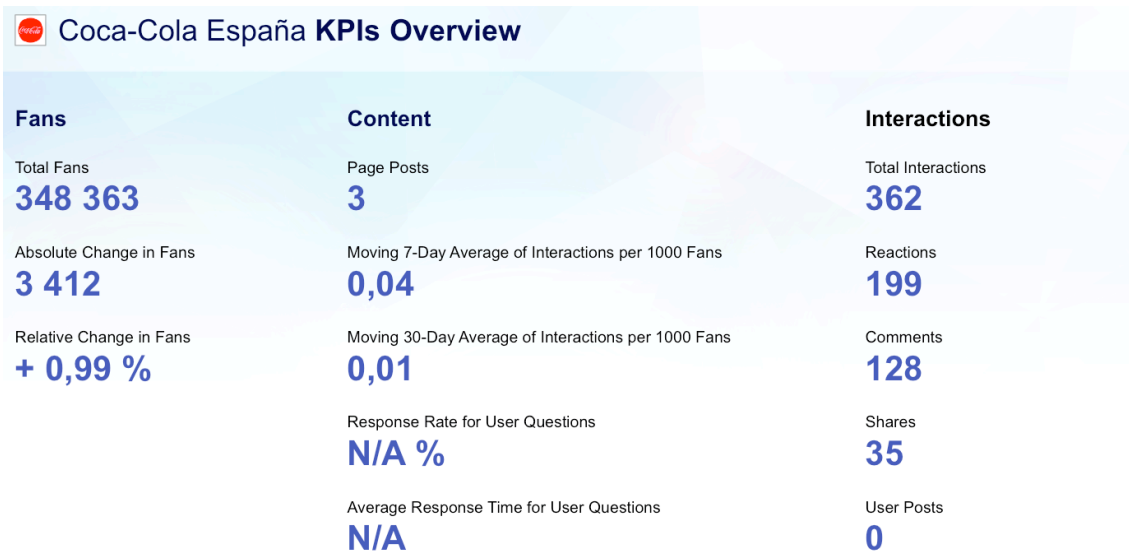 Coca-Cola España KPIs Overview
Fans
Total Fans
348 363
Absolute Change in Fans
3 412
Relative Change in Fans
+ 0,99 %
Content
Page Posts
3
Moving 7-Day Average of Interactions per 1000 Fans
0,04
Moving 30-Day Average of Interactions per 1000 Fans
0,01
Response Rate for User Questions
N/A %
Average Response Time for User Questions
N/A
Interactions
Total Interactions
362
Reactions
199
Comments
128
Shares
35
User Posts
0